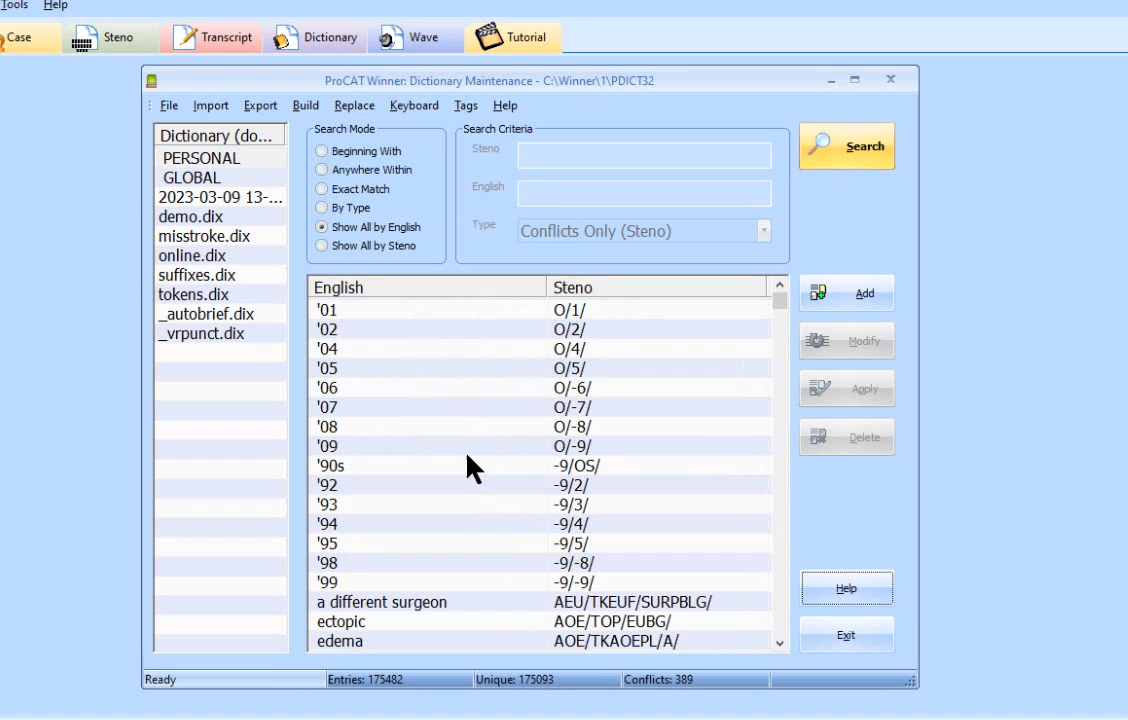 Tools Help
Case Steno Transcript Dictionary Wave Tutorial
ProCAT Winner: Dictionary Maintenance - C:\Winner\1\PDICT32
File Import Export Build Replace Keyboard Tags Help
Dictionary (do...
PERSONAL
GLOBAL
2023-03-09 13-...
demo.dix
misstroke.dix
online.dix
suffixes.dix
tokens.dix
_autobrief.dix
_vrpunct.dix
Search Mode
Beginning With
Anywhere Within
Exact Match
By Type
Show All by English
Show All by Steno
Search Criteria
Steno
English
Type Conflicts Only (Steno)
Search
English Steno
'01 O/1/
'02 O/2/
'04 O/4/
'05 O/5/
'06 O/-6/
'07 O/-7/
'08 O/-8/
'09 O/-9/
'90s -9/OS/
'92 -9/2/
'93 -9/3/
'94 -9/4/
'95 -9/5/
'98 -9/-8/
'99 -9/-9/
a different surgeon AEU/TKEUF/SURPBLG/
ectopic AOE/TOP/EUBG/
edema AOE/TKAOEPL/A/
Add
Modify
Apply
Delete
Help
Exit
Ready Entries: 175482 Unique: 175093 Conflicts: 389